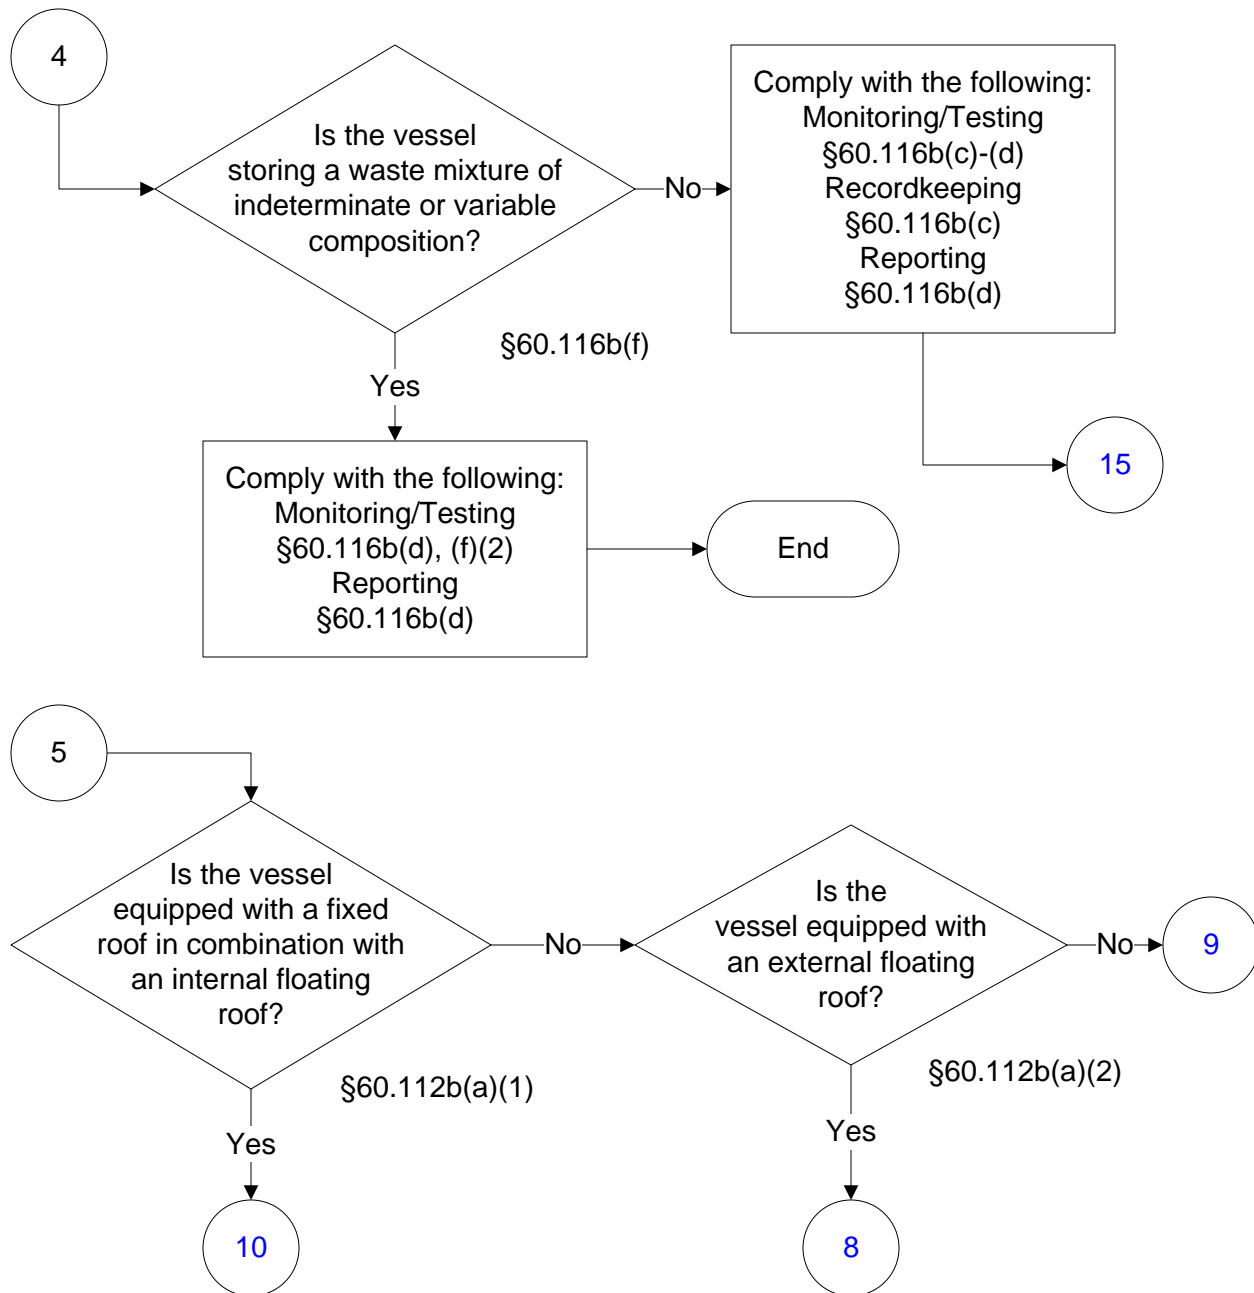 4
Is the vessel
storing a waste mixture of
indeterminate or variable
composition?
No
Comply with the following:
Monitoring/Testing
§60.116b(c)-(d)
Recordkeeping
§60.116b(c)
Reporting
§60.116b(d)
§60.116b(f)
Yes
15
Comply with the following:
Monitoring/Testing
§60.116b(d), (f)(2)
Reporting
§60.116b(d)
End
5
Is the vessel
equipped with a fixed
roof in combination with
an internal floating
roof?
No
Is the
vessel equipped with
an external floating
roof?
No
9
§60.112b(a)(1)
§60.112b(a)(2)
Yes
Yes
10
8